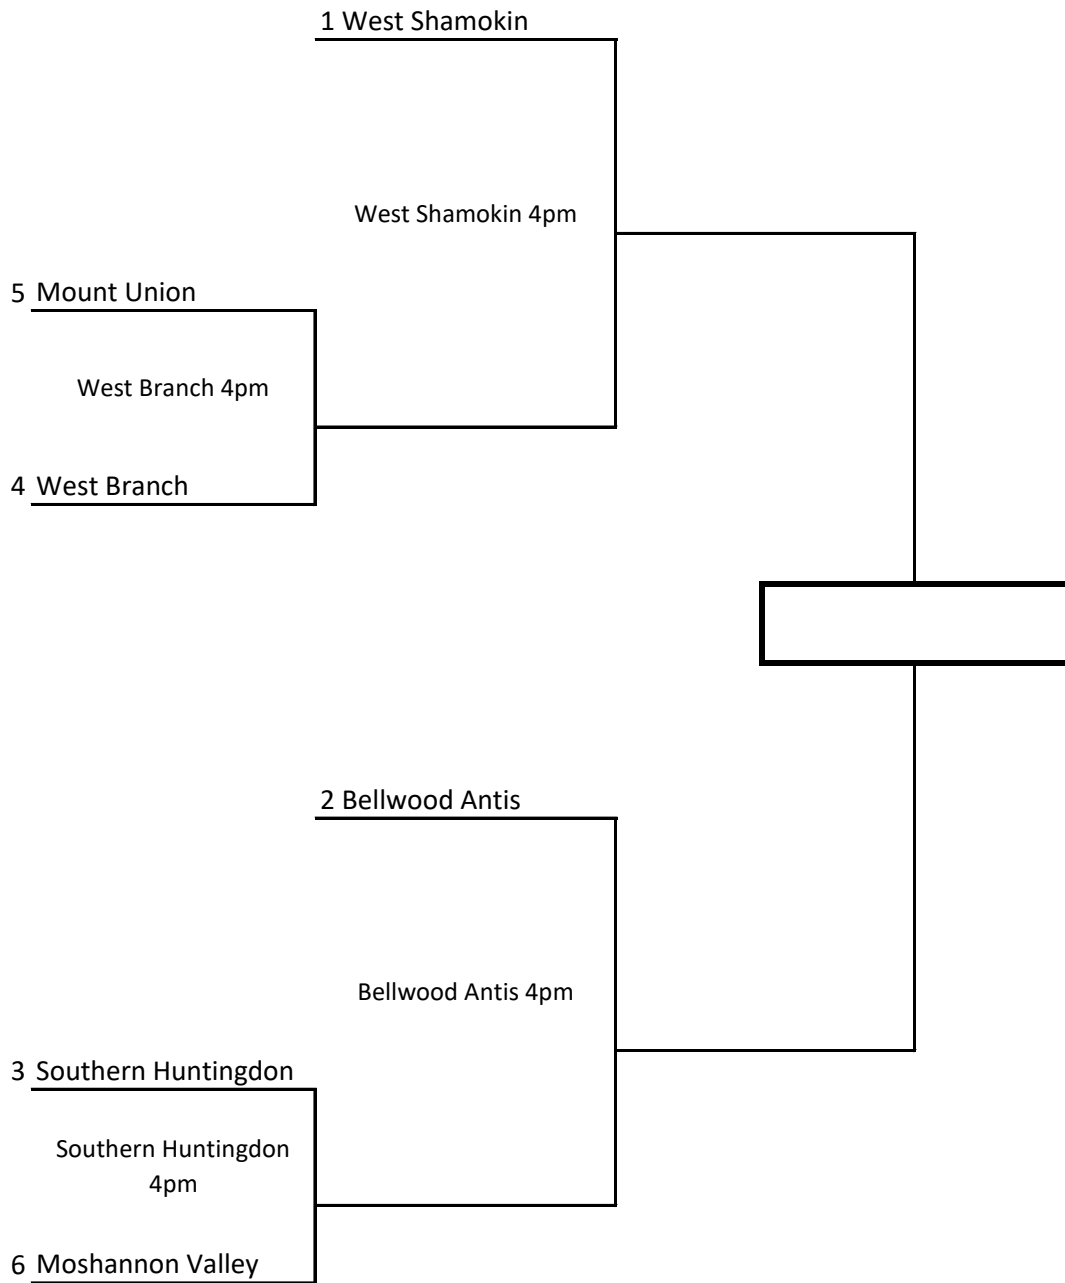 1 West Shamokin
West Shamokin 4pm
5 Mount Union
West Branch 4pm
4 West Branch
2 Bellwood Antis
Bellwood Antis 4pm
3 Southern Huntingdon
Southern Huntingdon
4pm
6 Moshannon Valley